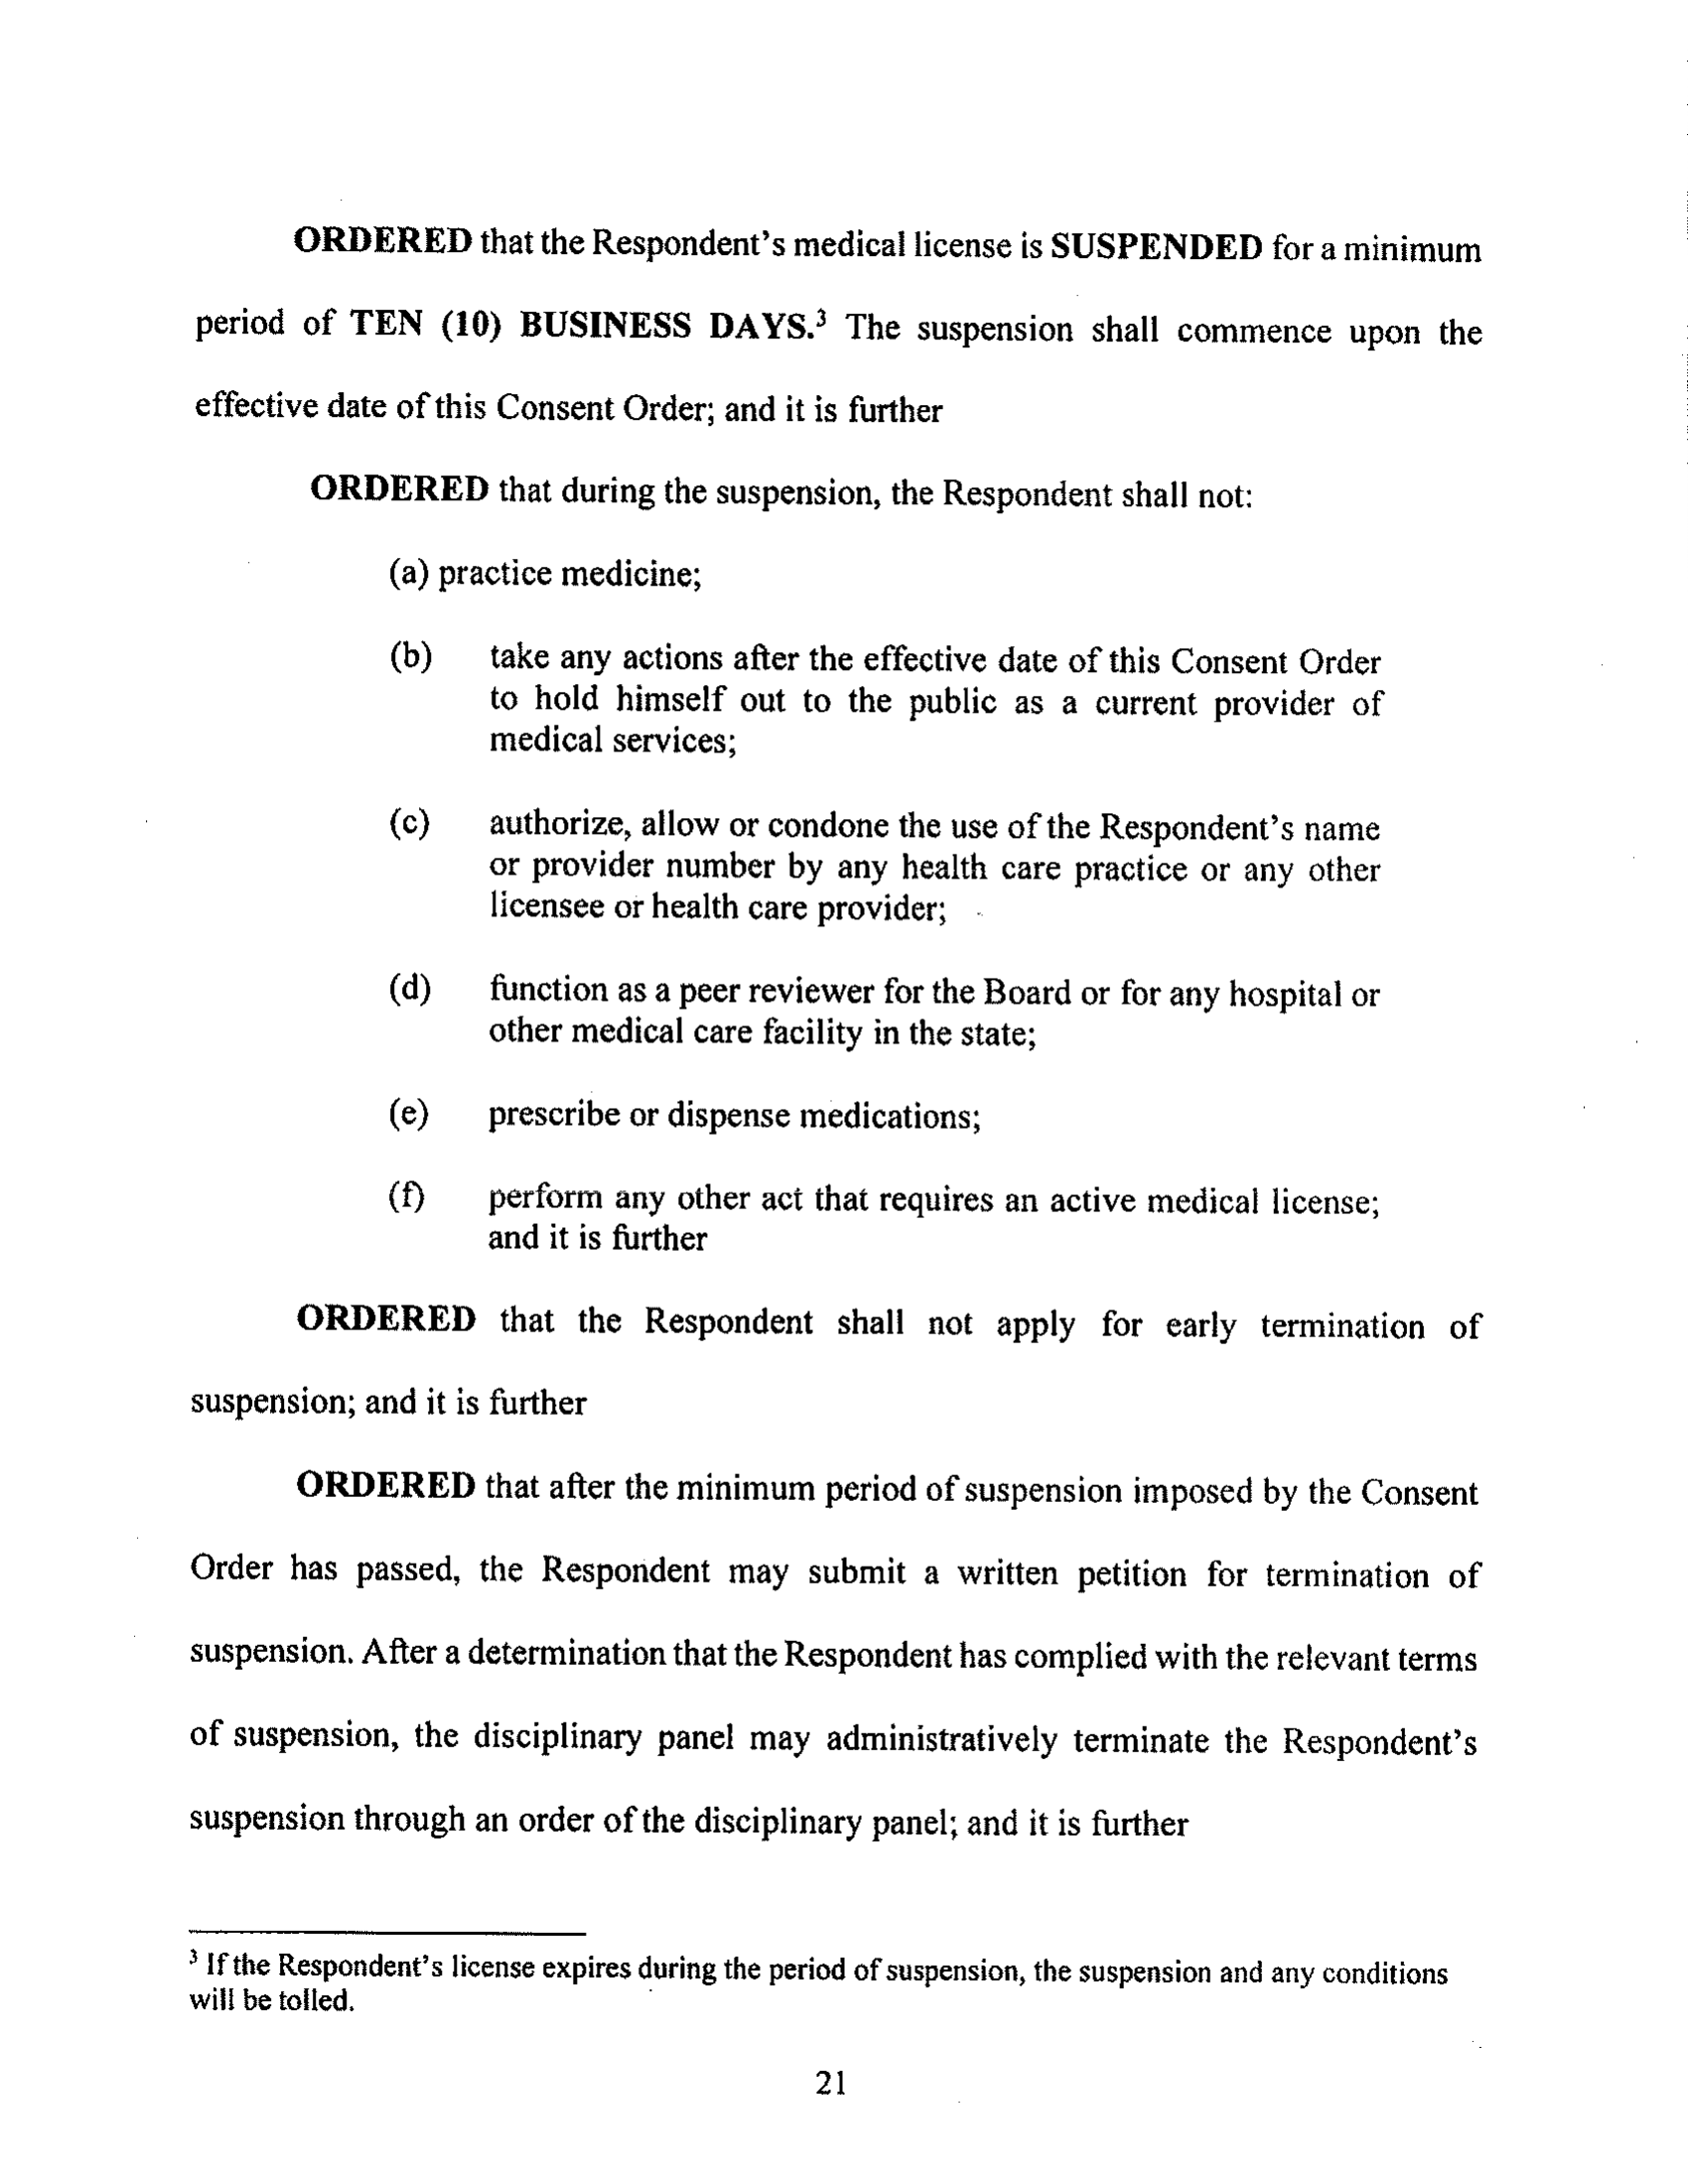 ORDERED that the Respondent's medical license is SUSPENDED for a minimum
period of TEN (10) BUSINESS DAYS.³ The suspension shall commence upon the
effective date of this Consent Order; and it is further
ORDERED that during the suspension, the Respondent shall not:
(a) practice medicine;
(b) take any actions after the effective date of this Consent Order
to hold himself out to the public as a current provider of
medical services;
(c) authorize, allow or condone the use of the Respondent's name
or provider number by any health care practice or any other
licensee or health care provider;
(d) function as a peer reviewer for the Board or for any hospital or
other medical care facility in the state;
(e) prescribe or dispense medications;
(f) perform any other act that requires an active medical license;
and it is further
ORDERED that the Respondent shall not apply for early termination of
suspension; and it is further
ORDERED that after the minimum period of suspension imposed by the Consent
Order has passed, the Respondent may submit a written petition for termination of
suspension. After a determination that the Respondent has complied with the relevant terms
of suspension, the disciplinary panel may administratively terminate the Respondent's
suspension through an order of the disciplinary panel; and it is further
³ If the Respondent's license expires during the period of suspension, the suspension and any conditions
will be tolled.
21